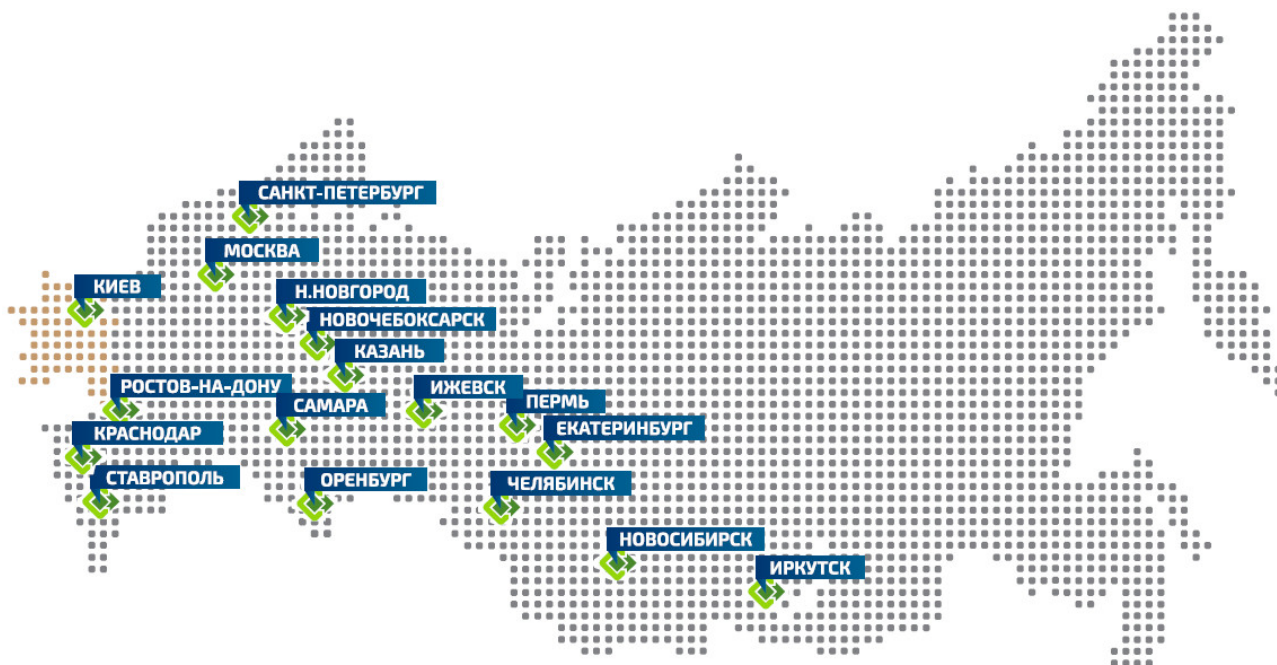 САНКТ-ПЕТЕРБУРГ
МОСКВА
КИЕВ
Н.НОВГОРОД
НОВОЧЕБОКСАРСК
КАЗАНЬ
РОСТОВ-НА-ДОНУ
ИЖЕВСК
САМАРА
ПЕРМЬ
КРАСНОДАР
ЕКАТЕРИНБУРГ
СТАВРОПОЛЬ
ОРЕНБУРГ
ЧЕЛЯБИНСК
НОВОСИБИРСК
ИРКУТСК